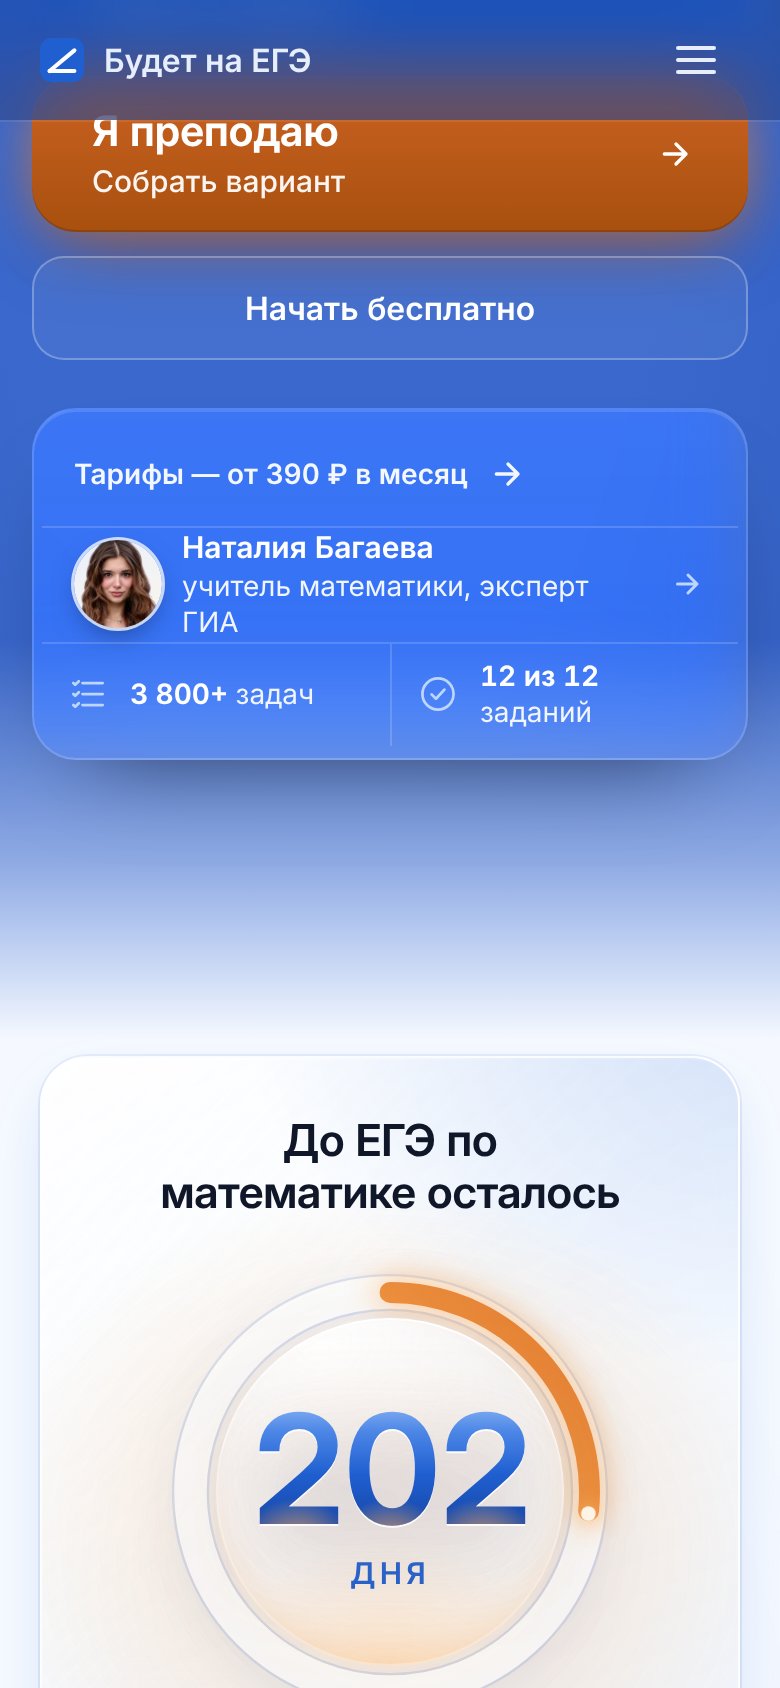 Будет на ЕГЭ
Я преподаю
Собрать вариант
Начать бесплатно
Тарифы — от 390 ₽ в месяц
Наталия Багаева
учитель математики, эксперт
ГИА
3 800+ задач
12 из 12
заданий
До ЕГЭ по
математике осталось
202
ДНЯ